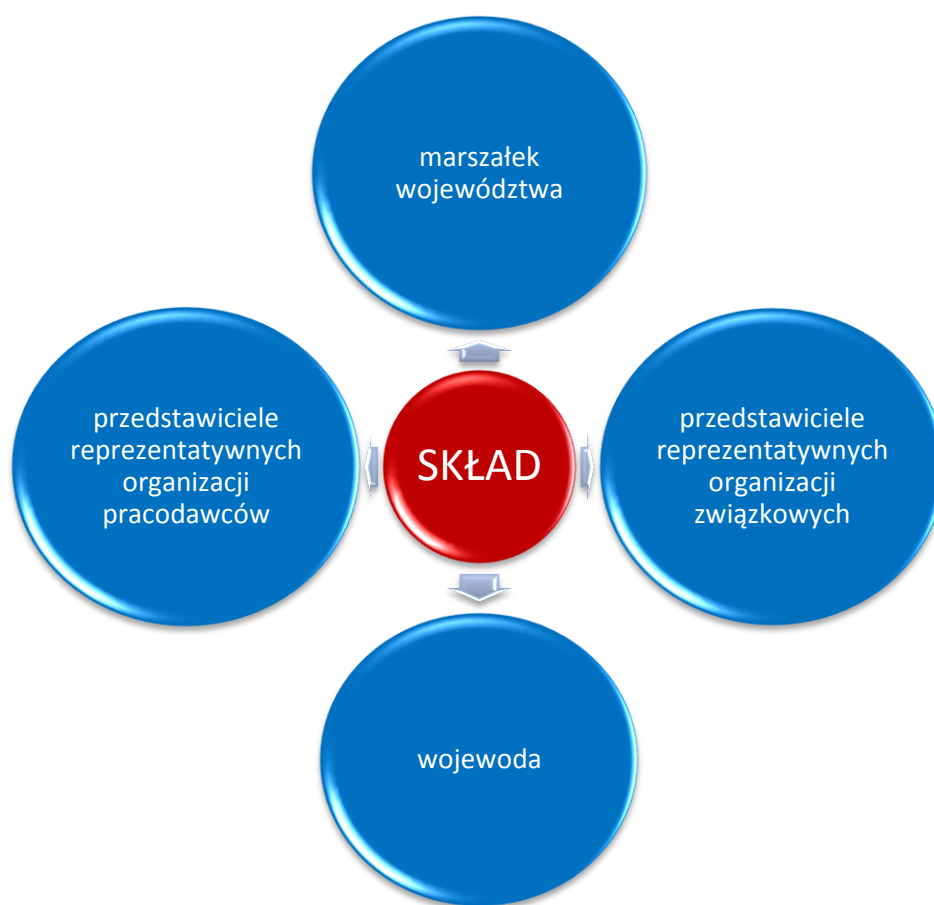 marszałek
województwa
przedstawiciele
reprezentatywnych
organizacji
pracodawców
SKŁAD
przedstawiciele
reprezentatywnych
organizacji
związkowych
wojewoda